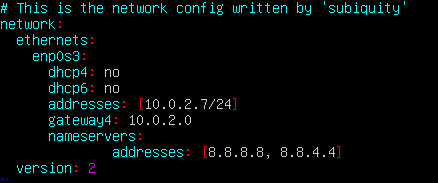 # This is the network config written by 'subiquity'
network:
  ethernets:
    enp0s3:
      dhcp4: no
      dhcp6: no
      addresses: [10.0.2.7/24]
      gateway4: 10.0.2.0
      nameservers:
              addresses: [8.8.8.8, 8.8.4.4]
  version: 2
~